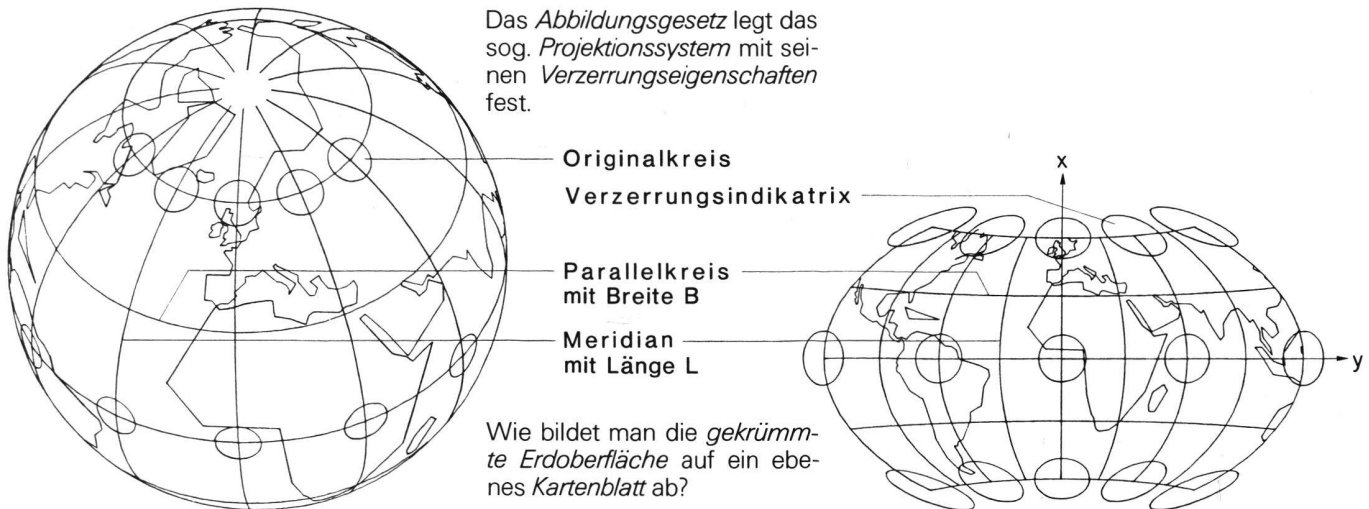 Das Abbildungsgesetz legt das
sog. Projektionssystem mit sei-
nen Verzerrungseigenschaften
fest.
Originalkreis
Verzerrungsindikatrix
Parallelkreis
mit Breite B
Meridian
mit Länge L
x
y
Wie bildet man die gekrümm-
te Erdoberfläche auf ein ebe-
nes Kartenblatt ab?